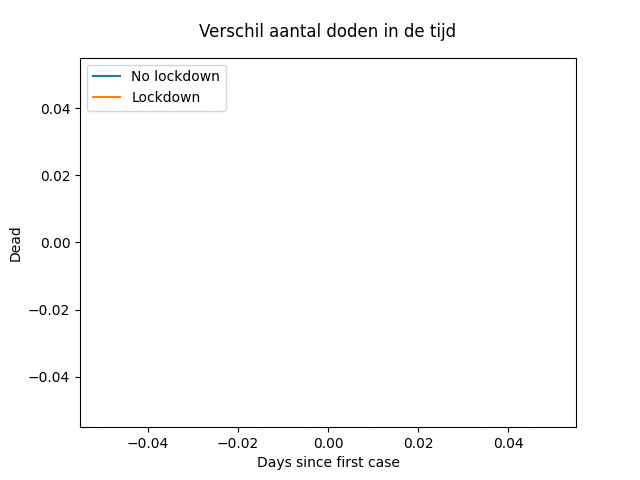 Verschil aantal doden in de tijd
No lockdown
Lockdown
0.04
0.02
0.00
−0.02
−0.04
Dead
−0.04
−0.02
0.00
0.02
0.04
Days since first case